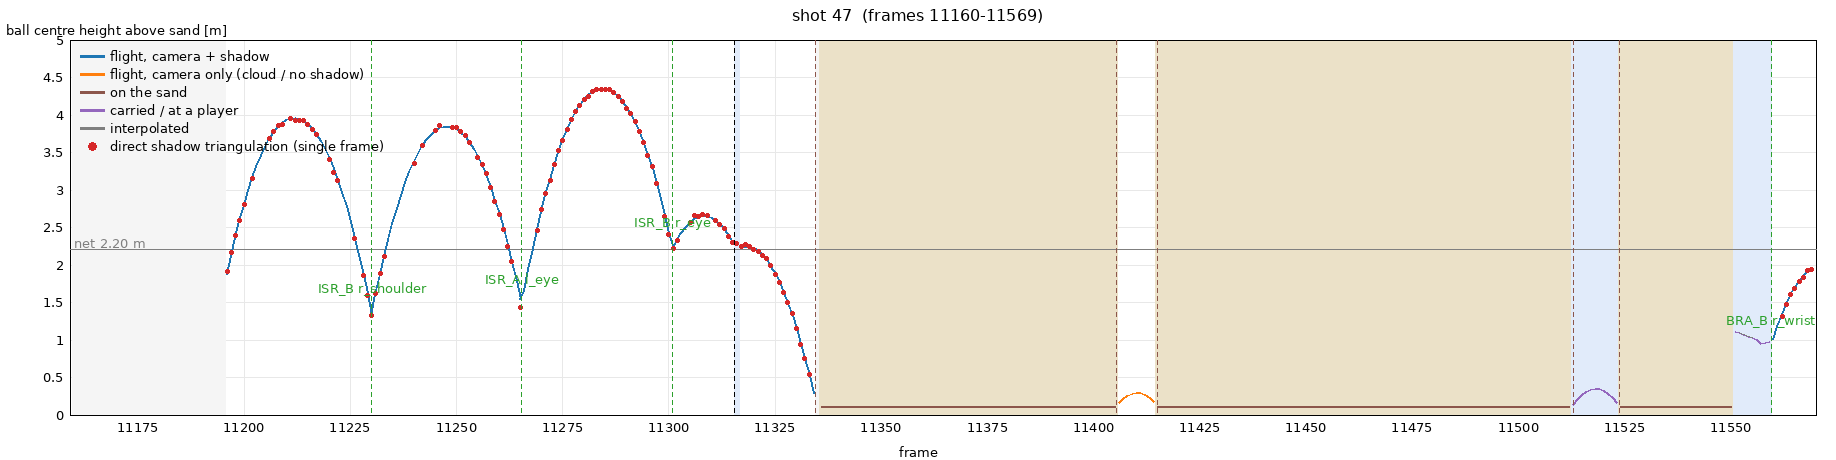 shot 47 (frames 11160-11569)
ball centre height above sand [m]
flight, camera + shadow
flight, camera only (cloud / no shadow)
on the sand
carried / at a player
interpolated
direct shadow triangulation (single frame)
5
4.5
4
3.5
3
2.5
2
1.5
1
0.5
0
net 2.20 m
ISR_B r_shoulder
ISR_A l_eye
ISR_B r_eye
BRA_B r_wrist
11175
11200
11225
11250
11275
11300
11325
11350
11375
11400
11425
11450
11475
11500
11525
11550
frame